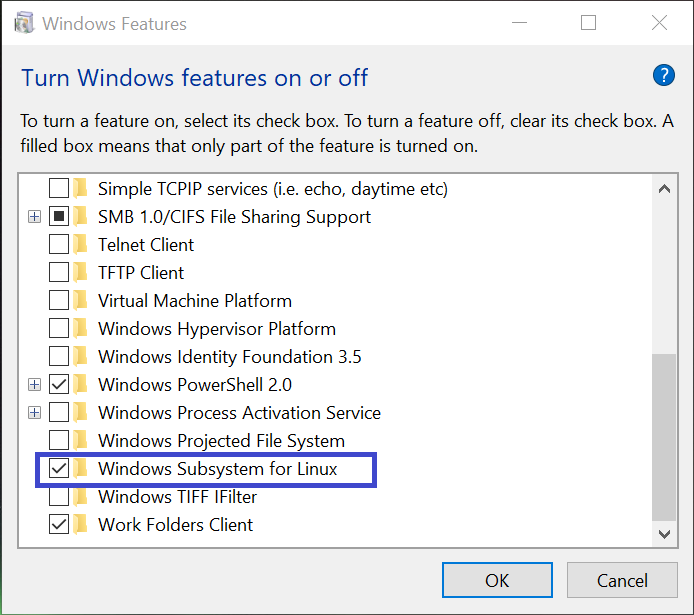 Windows Features
Turn Windows features on or off
?
To turn a feature on, select its check box. To turn a feature off, clear its check box. A
filled box means that only part of the feature is turned on.
Simple TCPIP services (i.e. echo, daytime etc)
SMB 1.0/CIFS File Sharing Support
Telnet Client
TFTP Client
Virtual Machine Platform
Windows Hypervisor Platform
Windows Identity Foundation 3.5
Windows PowerShell 2.0
Windows Process Activation Service
Windows Projected File System
Windows Subsystem for Linux
Windows TIFF IFilter
Work Folders Client
OK
Cancel